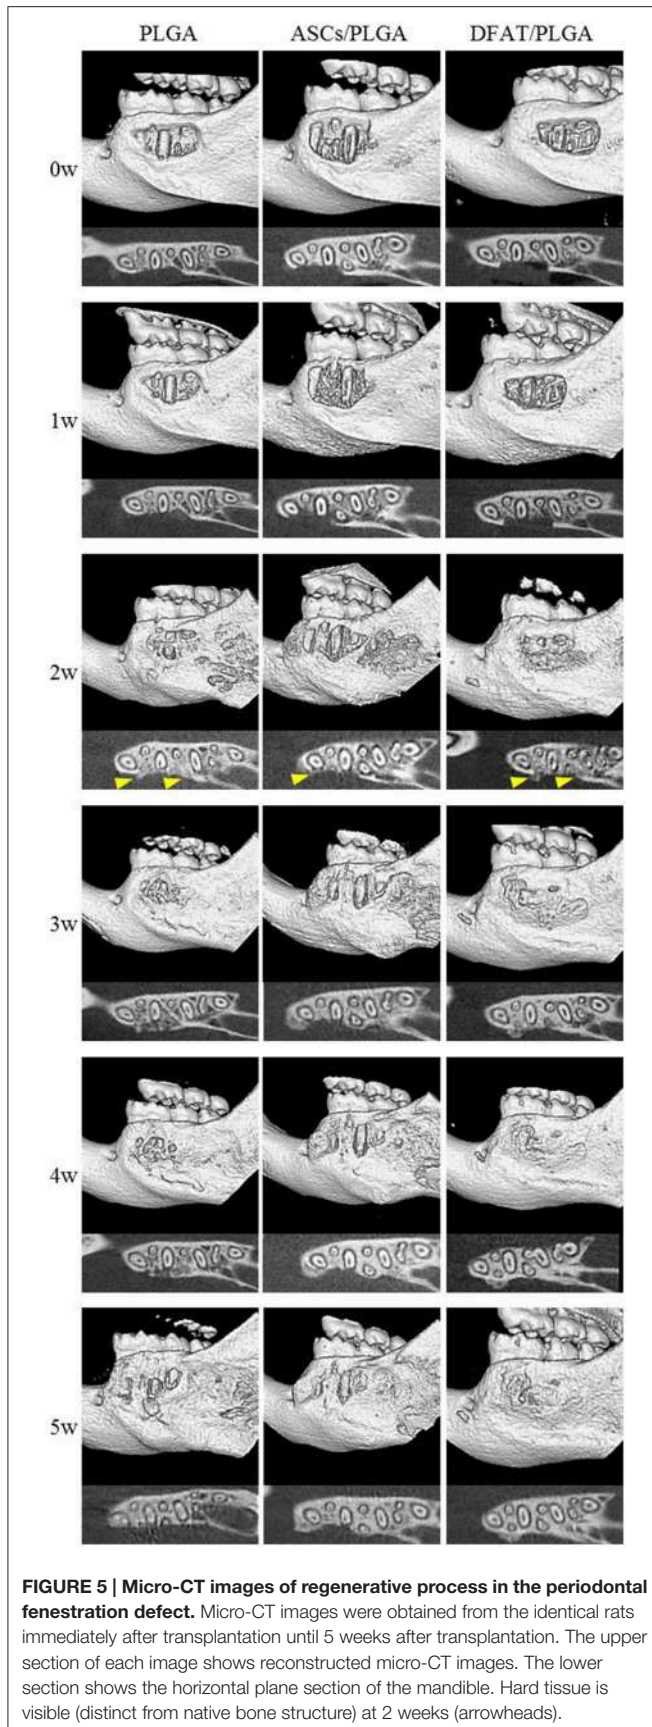 PLGA ASCs/PLGA DFAT/PLGA
0w
1w
2w
3w
4w
5w
FIGURE 5 | Micro-CT images of regenerative process in the periodontal
fenestration defect. Micro-CT images were obtained from the identical rats
immediately after transplantation until 5 weeks after transplantation. The upper
section of each image shows reconstructed micro-CT images. The lower
section shows the horizontal plane section of the mandible. Hard tissue is
visible (distinct from native bone structure) at 2 weeks (arrowheads).